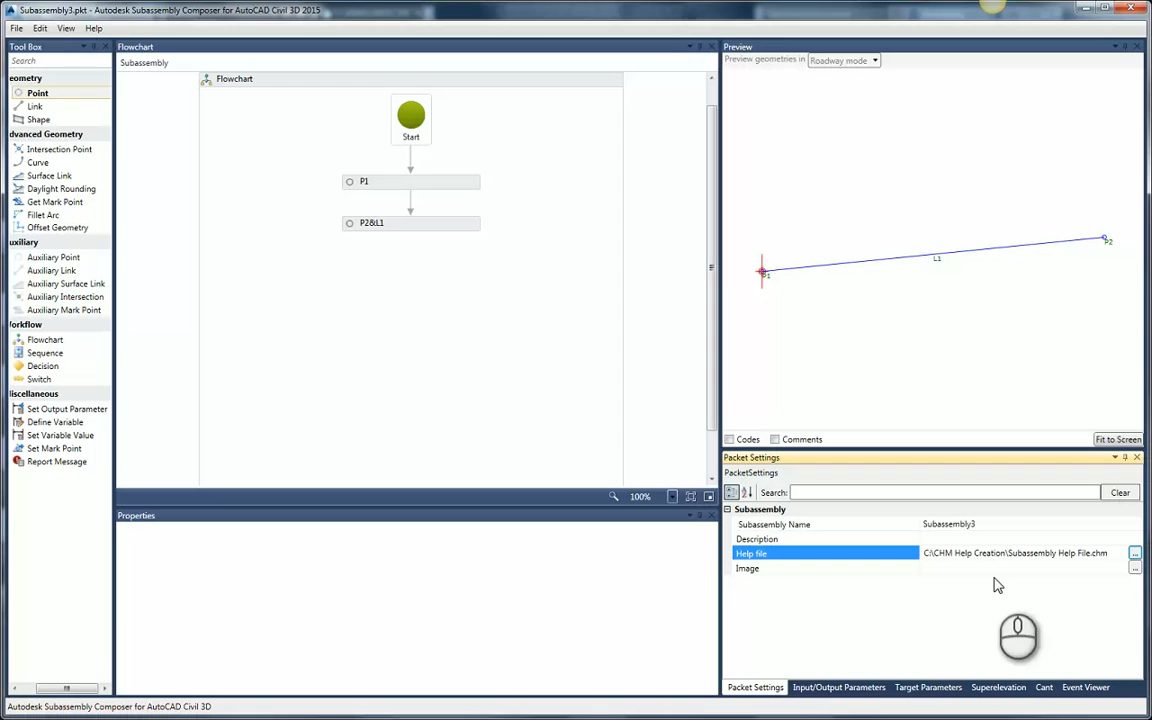 Subassembly3.pkt - Autodesk Subassembly Composer for AutoCAD Civil 3D 2015
File Edit View Help
Tool Box
Search
eometry
Point
Link
Shape
dvanced Geometry
Intersection Point
Curve
Surface Link
Daylight Rounding
Get Mark Point
Fillet Arc
Offset Geometry
uxiliary
Auxiliary Point
Auxiliary Link
Auxiliary Surface Link
Auxiliary Intersection
Auxiliary Mark Point
orkflow
Flowchart
Sequence
Decision
Switch
iscellaneous
Set Output Parameter
Define Variable
Set Variable Value
Set Mark Point
Report Message
Flowchart
Subassembly
Flowchart
Start
P1
P2&L1
100%
Properties
Preview
Preview geometries in Roadway mode
P1
L1
P2
Codes Comments Fit to Screen
Packet Settings
PacketSettings
Search: Clear
Subassembly
Subassembly Name Subassembly3
Description
Help file C:\CHM Help Creation\Subassembly Help File.chm ...
Image ...
Packet Settings Input/Output Parameters Target Parameters Superelevation Cant Event Viewer
Autodesk Subassembly Composer for AutoCAD Civil 3D